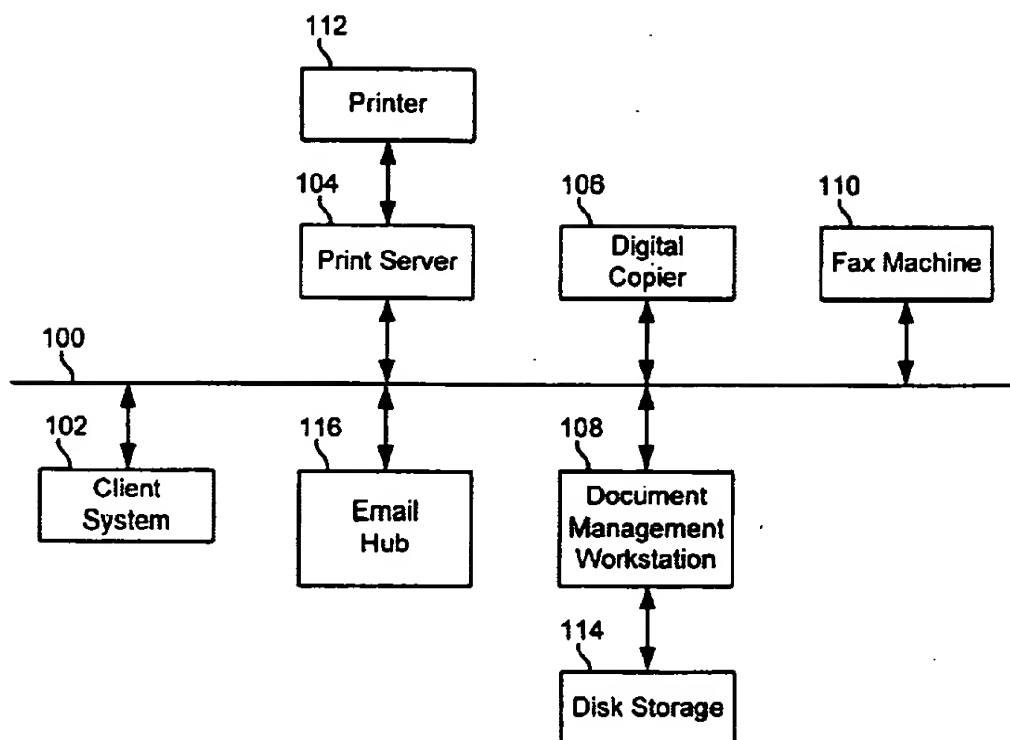 112
Printer
104
Print Server
106
Digital
Copier
110
Fax Machine
100
102
Client
System
116
Email
Hub
108
Document
Management
Workstation
114
Disk Storage